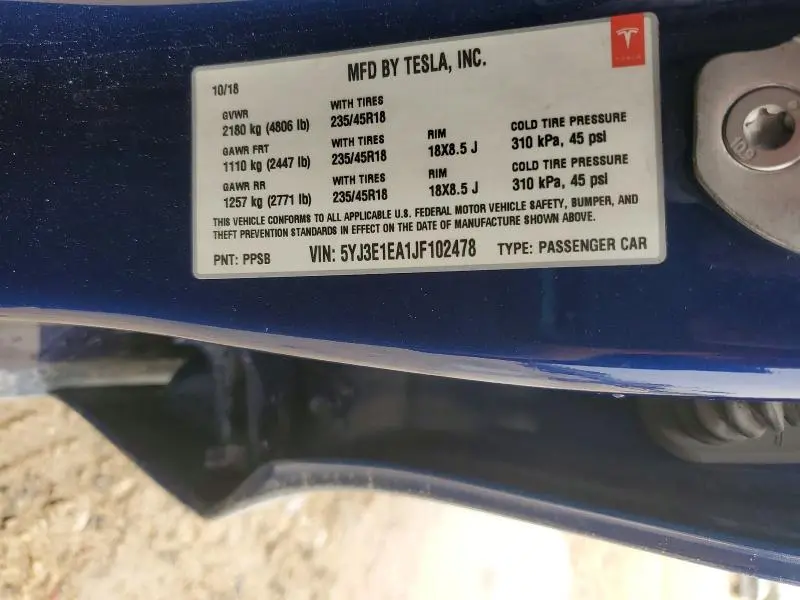 MFD BY TESLA, INC.
TESLA
10/18
GVWR WITH TIRES
2180 kg (4806 lb) 235/45R18
GAWR FRT WITH TIRES RIM COLD TIRE PRESSURE
1110 kg (2447 lb) 235/45R18 18X8.5 J 310 kPa, 45 psi
GAWR RR WITH TIRES RIM COLD TIRE PRESSURE
1257 kg (2771 lb) 235/45R18 18X8.5 J 310 kPa, 45 psi
THIS VEHICLE CONFORMS TO ALL APPLICABLE U.S. FEDERAL MOTOR VEHICLE SAFETY, BUMPER, AND
THEFT PREVENTION STANDARDS IN EFFECT ON THE DATE OF MANUFACTURE SHOWN ABOVE.
PNT: PPSB VIN: 5YJ3E1EA1JF102478 TYPE: PASSENGER CAR